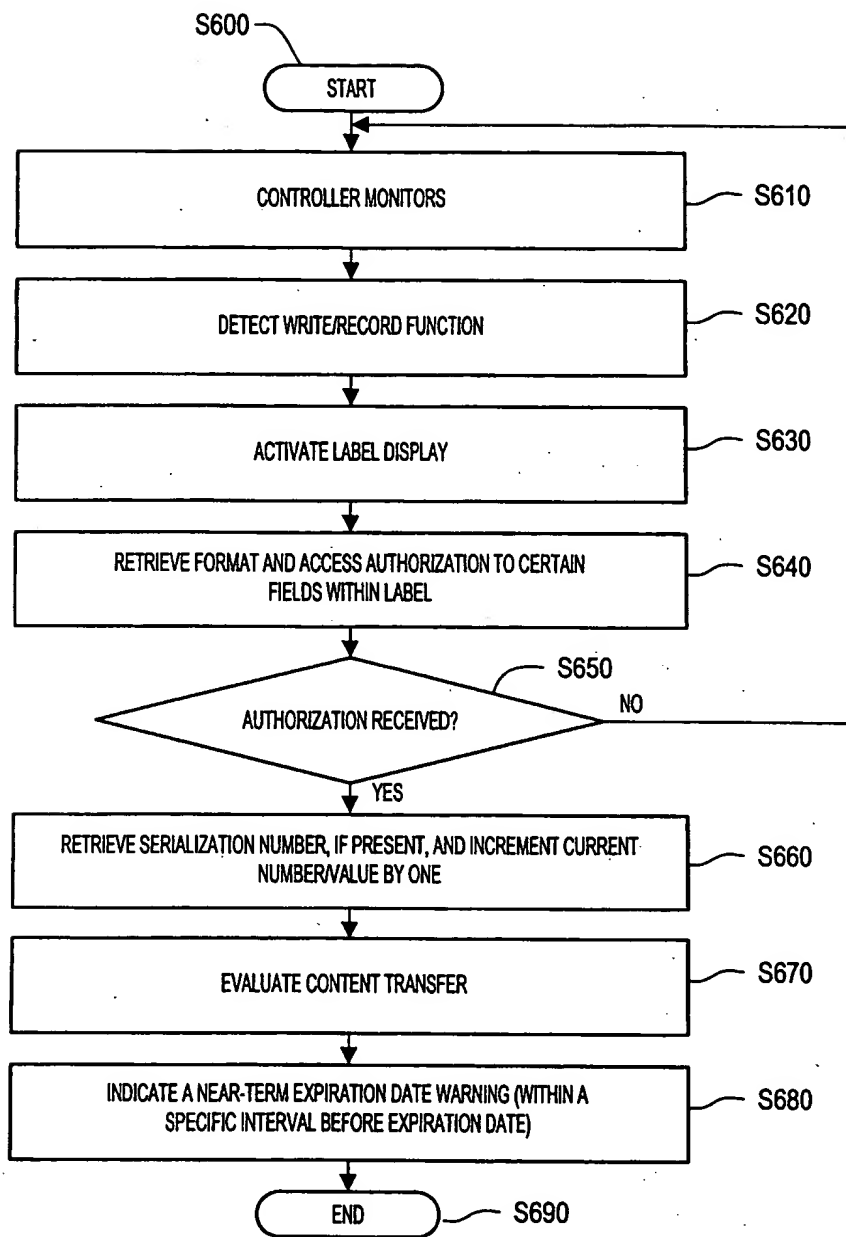 S600
START
CONTROLLER MONITORS
S610
DETECT WRITE/RECORD FUNCTION
S620
ACTIVATE LABEL DISPLAY
S630
RETRIEVE FORMAT AND ACCESS AUTHORIZATION TO CERTAIN
FIELDS WITHIN LABEL
S640
S650
AUTHORIZATION RECEIVED?
NO
YES
RETRIEVE SERIALIZATION NUMBER, IF PRESENT, AND INCREMENT CURRENT
NUMBER/VALUE BY ONE
S660
EVALUATE CONTENT TRANSFER
S670
INDICATE A NEAR-TERM EXPIRATION DATE WARNING (WITHIN A
SPECIFIC INTERVAL BEFORE EXPIRATION DATE)
S680
END
S690